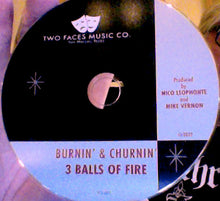 TWO FACES MUSIC CO.
Produced
by
NICO LEOPHONTE
and
MIKE VERNON
BURNIN' & CHURNIN'
3 BALLS OF FIRE